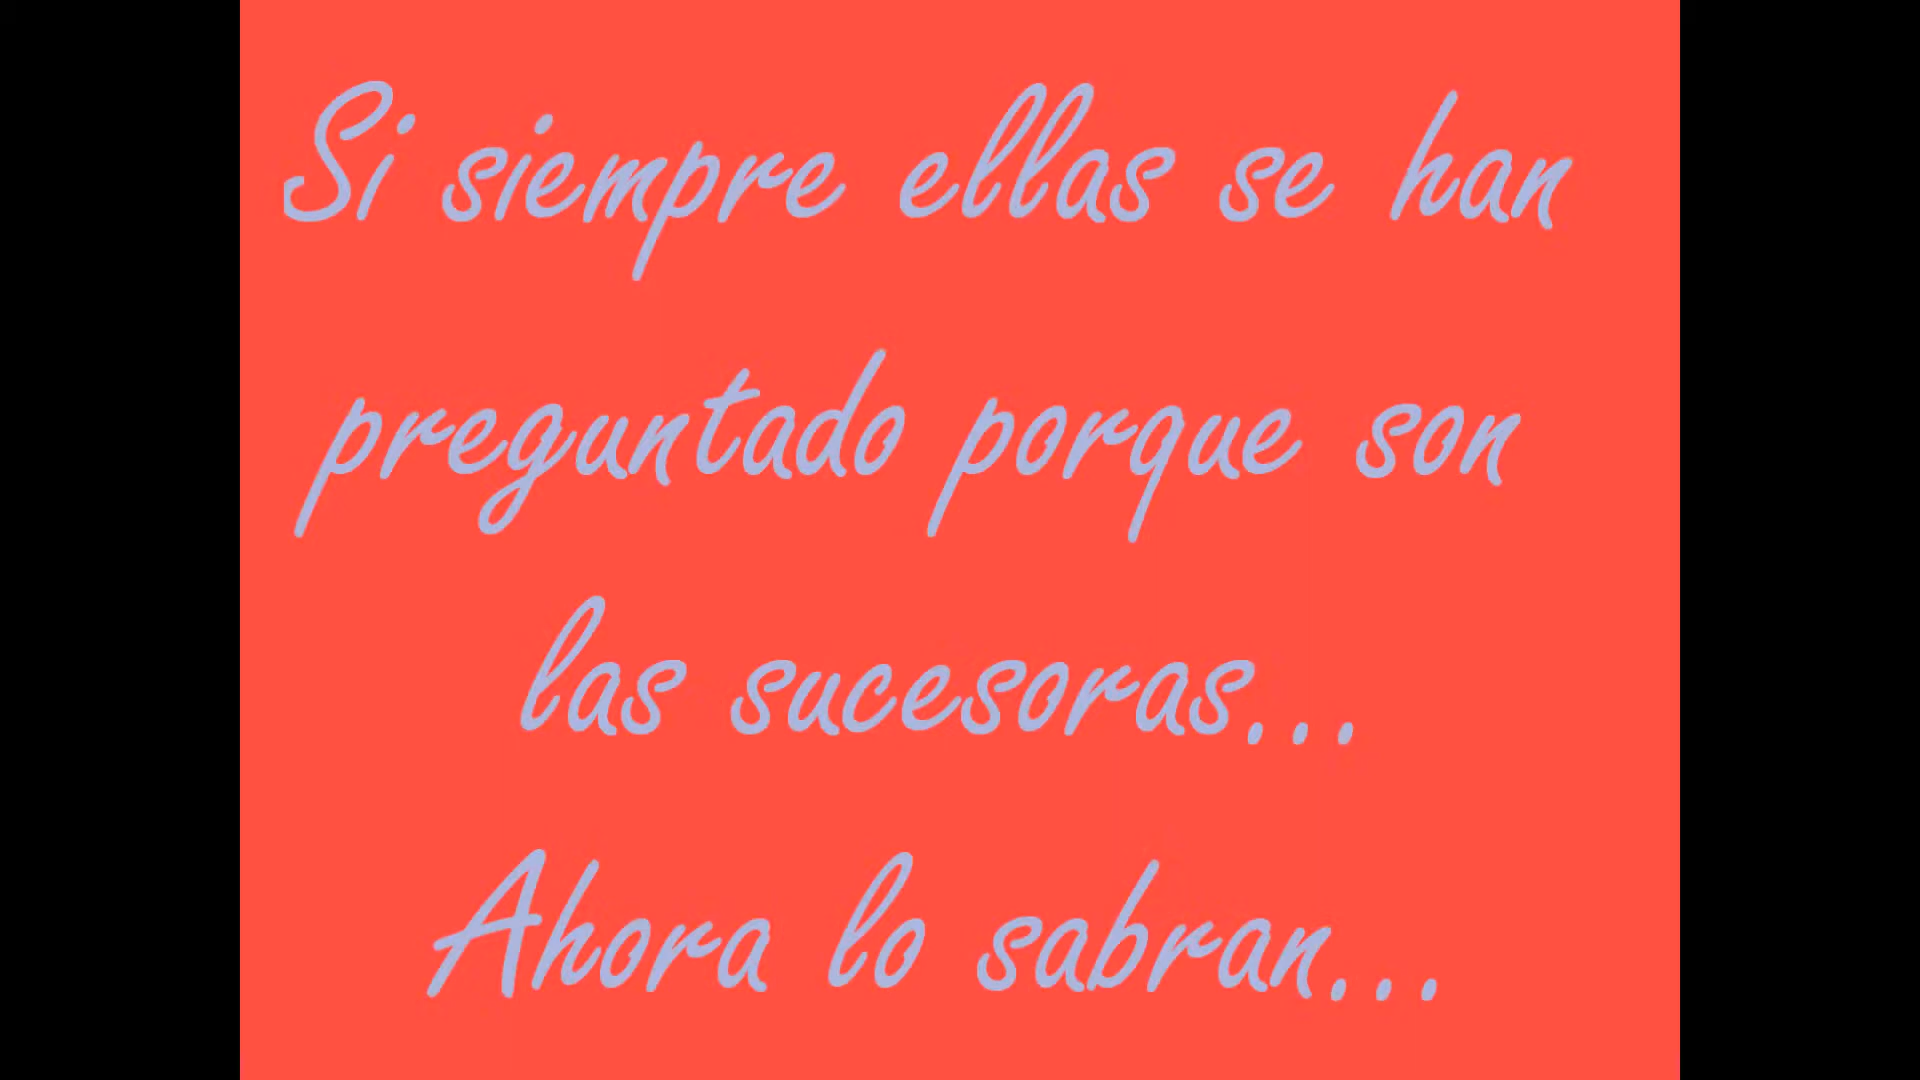 Si siempre ellas se han
preguntado porque son
las sucesoras...
Ahora lo sabran...